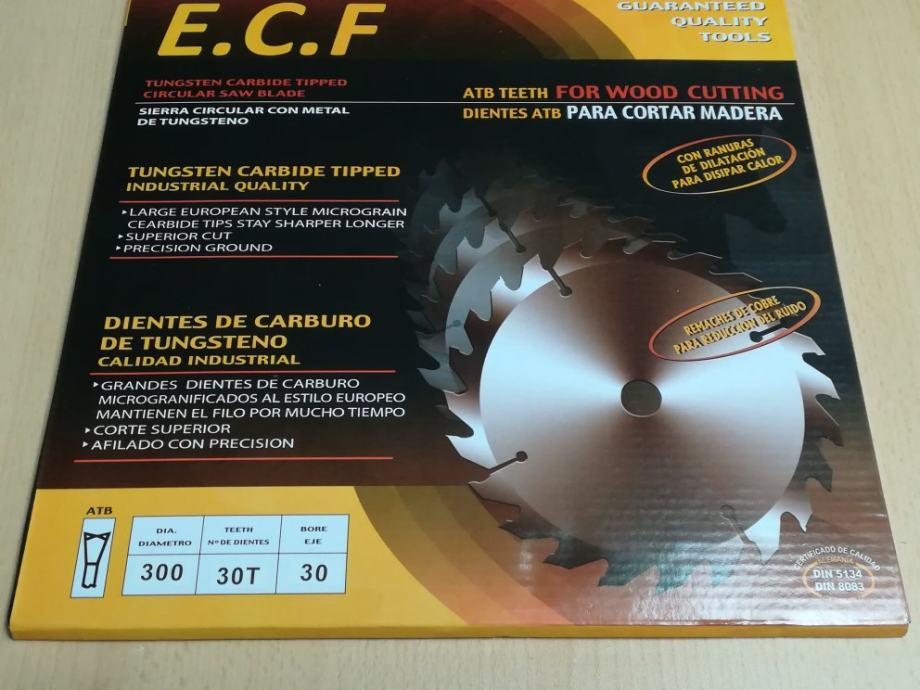 E.C.F
GUARANTEED
QUALITY
TOOLS
TUNGSTEN CARBIDE TIPPED
CIRCULAR SAW BLADE
SIERRA CIRCULAR CON METAL
DE TUNGSTENO
ATB TEETH FOR WOOD CUTTING
DIENTES ATB PARA CORTAR MADERA
CON RANURAS
DE DILATACIÓN
PARA DISIPAR CALOR
TUNGSTEN CARBIDE TIPPED
INDUSTRIAL QUALITY
LARGE EUROPEAN STYLE MICROGRAIN
CEARBIDE TIPS STAY SHARPER LONGER
SUPERIOR CUT
PRECISION GROUND
REMACHES DE COBRE
PARA REDUCCION DEL RUIDO
DIENTES DE CARBURO
DE TUNGSTENO
CALIDAD INDUSTRIAL
GRANDES DIENTES DE CARBURO
MICROGRANIFICADOS AL ESTILO EUROPEO
MANTIENEN EL FILO POR MUCHO TIEMPO
CORTE SUPERIOR
AFILADO CON PRECISION
ATB
DIA.
DIAMETRO
TEETH
Nº DE DIENTES
BORE
EJE
300
30T
30
CERTIFICADO DE CALIDAD
ALEMANIA
DIN 5134
DIN 8083